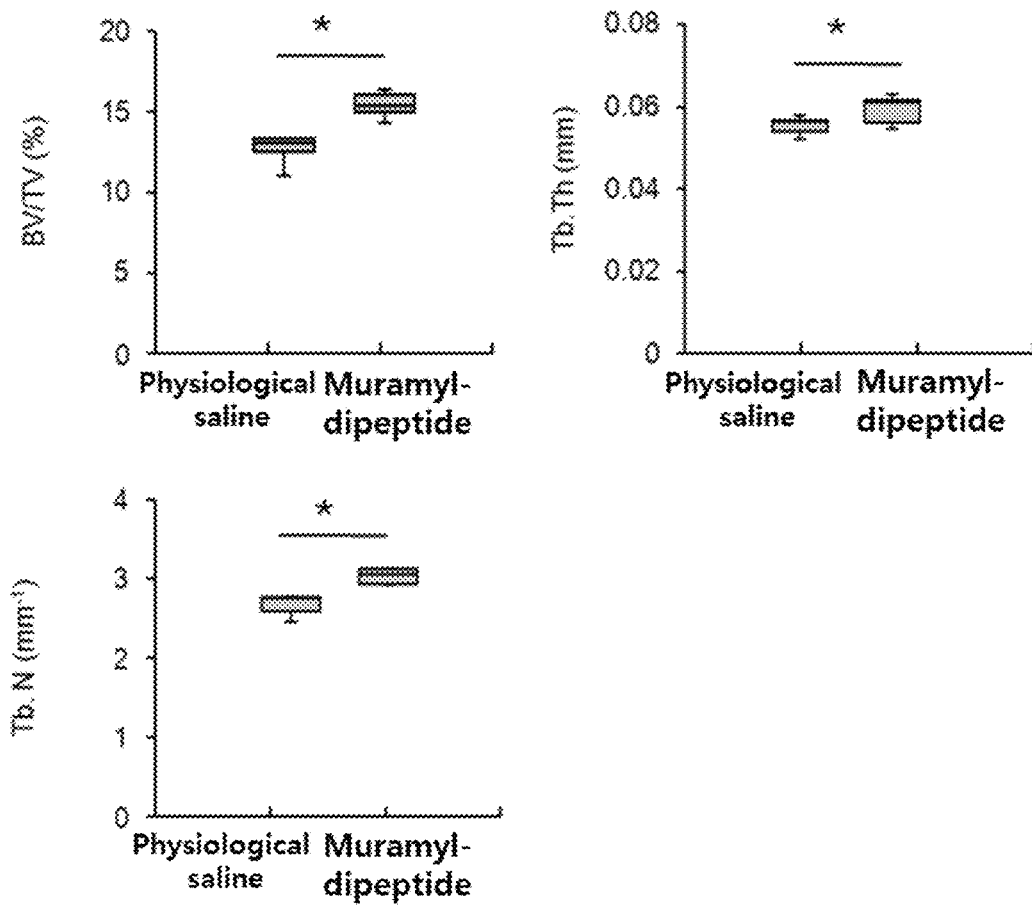 *
BV/TV (%)
20
15
10
5
0
Physiological Muramyl-
saline dipeptide
*
Tb. Th (mm)
0.08
0.06
0.04
0.02
0
Physiological Muramyl-
saline dipeptide
*
Tb. N (mm⁻¹)
4
3
2
1
0
Physiological Muramyl-
saline dipeptide